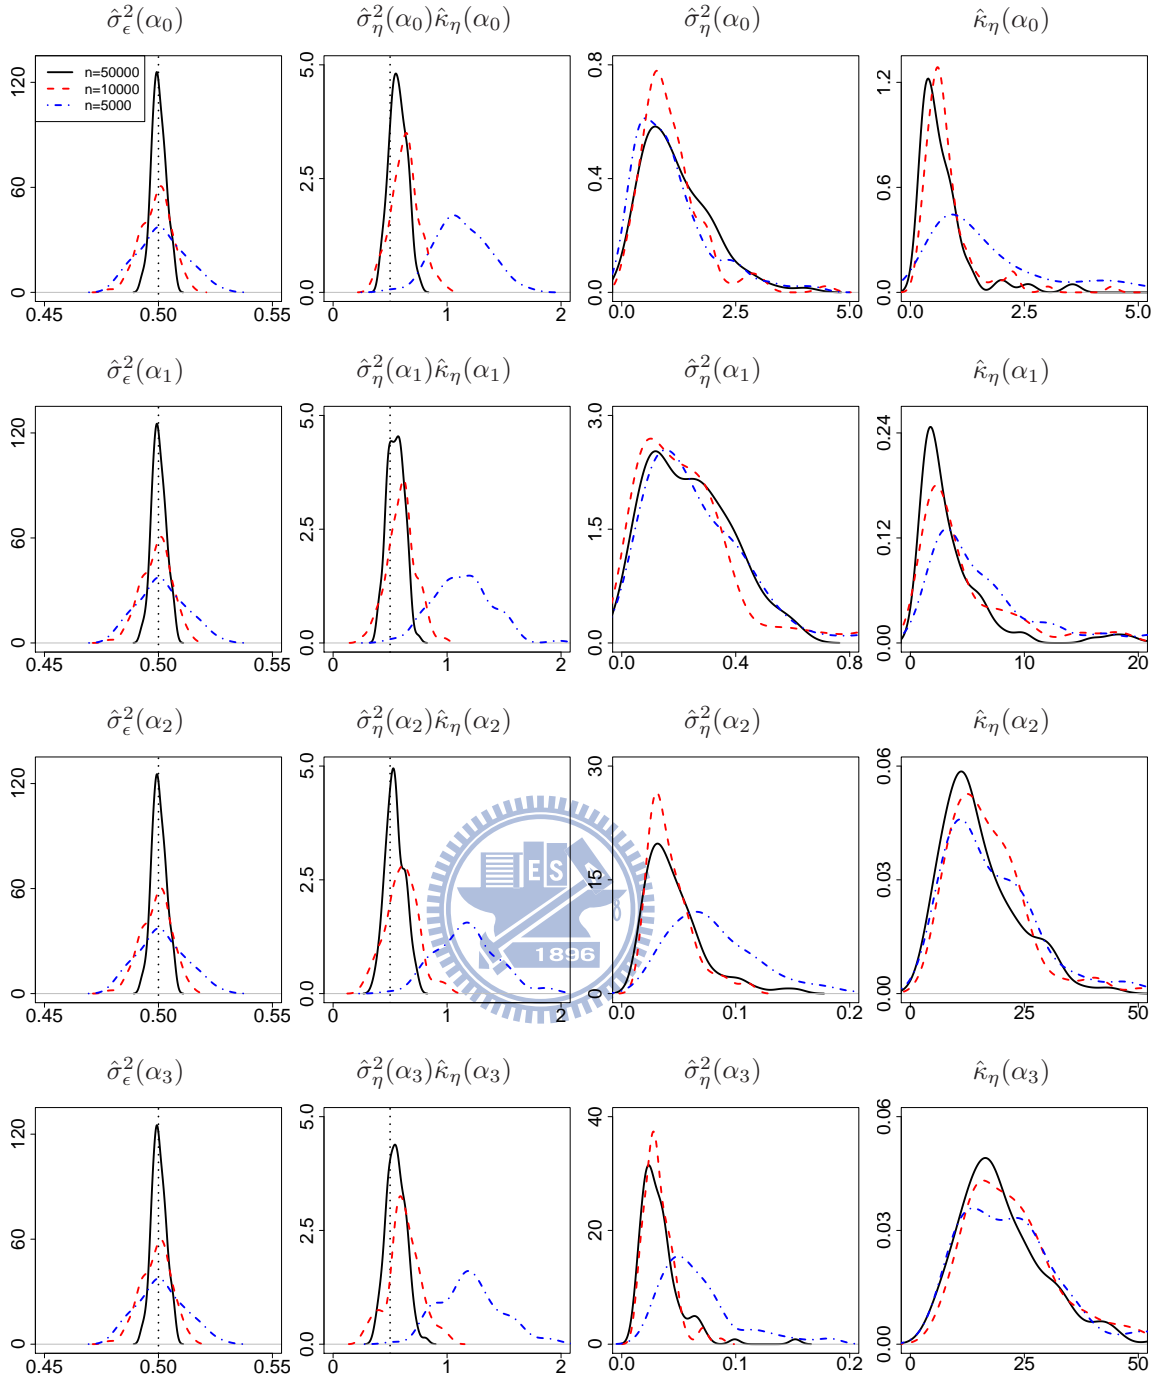 σ̂²_ϵ(α₀) σ̂²_η(α₀)κ̂_η(α₀) σ̂²_η(α₀) κ̂_η(α₀)
n=50000
n=10000
n=5000
0 60 120
0.45 0.50 0.55
0.0 2.5 5.0
0 1 2
0.0 0.4 0.8
0.0 2.5 5.0
0.0 0.6 1.2
0.0 2.5 5.0
σ̂²_ϵ(α₁) σ̂²_η(α₁)κ̂_η(α₁) σ̂²_η(α₁) κ̂_η(α₁)
0 60 120
0.45 0.50 0.55
0.0 2.5 5.0
0 1 2
0.0 1.5 3.0
0.0 0.4 0.8
0.00 0.12 0.24
0 10 20
σ̂²_ϵ(α₂) σ̂²_η(α₂)κ̂_η(α₂) σ̂²_η(α₂) κ̂_η(α₂)
0 60 120
0.45 0.50 0.55
0.0 2.5 5.0
0 1 2
0 15 30
0.0 0.1 0.2
0.00 0.03 0.06
0 25 50
E S
1896
σ̂²_ϵ(α₃) σ̂²_η(α₃)κ̂_η(α₃) σ̂²_η(α₃) κ̂_η(α₃)
0 60 120
0.45 0.50 0.55
0.0 2.5 5.0
0 1 2
0 20 40
0.0 0.1 0.2
0.00 0.03 0.06
0 25 50